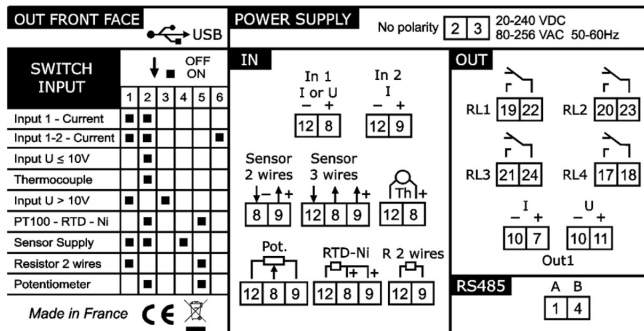 OUT FRONT FACE
USB
POWER SUPPLY
No polarity 2 3 20-240 VDC
80-256 VAC 50-60Hz
SWITCH INPUT
OFF
ON
1 2 3 4 5 6
Input 1 - Current
Input 1-2 - Current
Input U ≤ 10V
Thermocouple
Input U > 10V
PT100 - RTD - Ni
Sensor Supply
Resistor 2 wires
Potentiometer
Made in France CE
IN
In 1
I or U
- +
12 8
In 2
I
- +
12 9
Sensor
2 wires
- +
8 9
Sensor
3 wires
+
12 8 9
Th +
12 8
Pot.
12 8 9
RTD-Ni
+ +
12 8 9
R 2 wires
12 9
OUT
RL1 19 22
RL2 20 23
RL3 21 24
RL4 17 18
I
- +
10 7
U
- +
10 11
Out1
RS485
A B
1 4